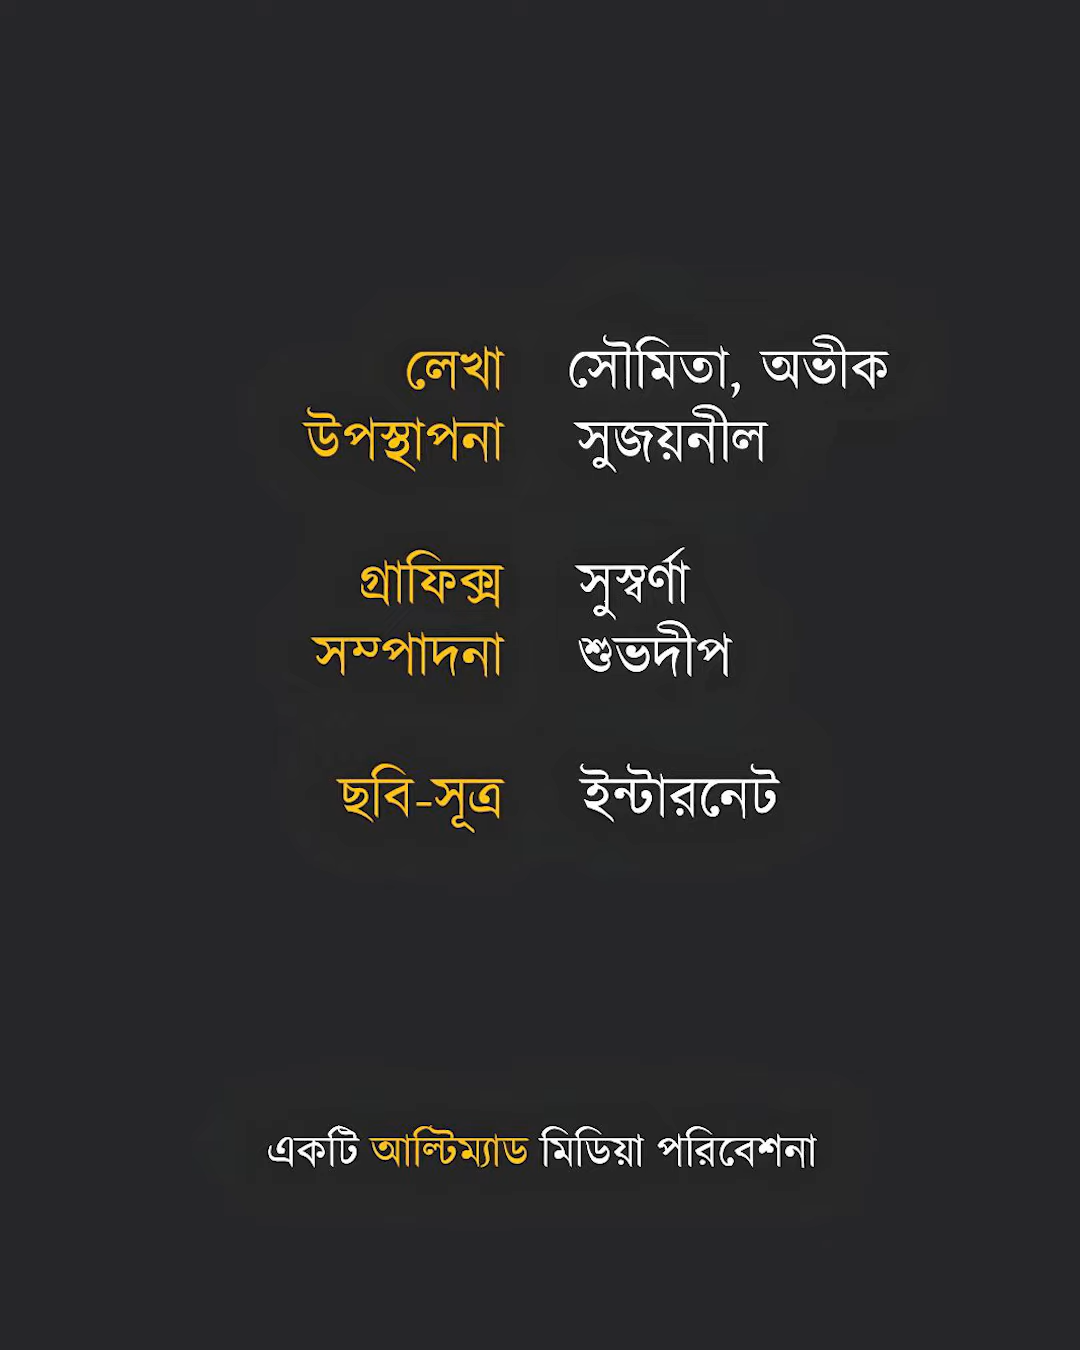 লেখা সৌমিতা, অভীক
উপস্থাপনা সুজয়নীল
গ্রাফিক্স সুস্বর্ণা
সম্পাদনা শুভদীপ
ছবি-সূত্র ইন্টারনেট
একটি আল্টিম্যাড মিডিয়া পরিবেশনা